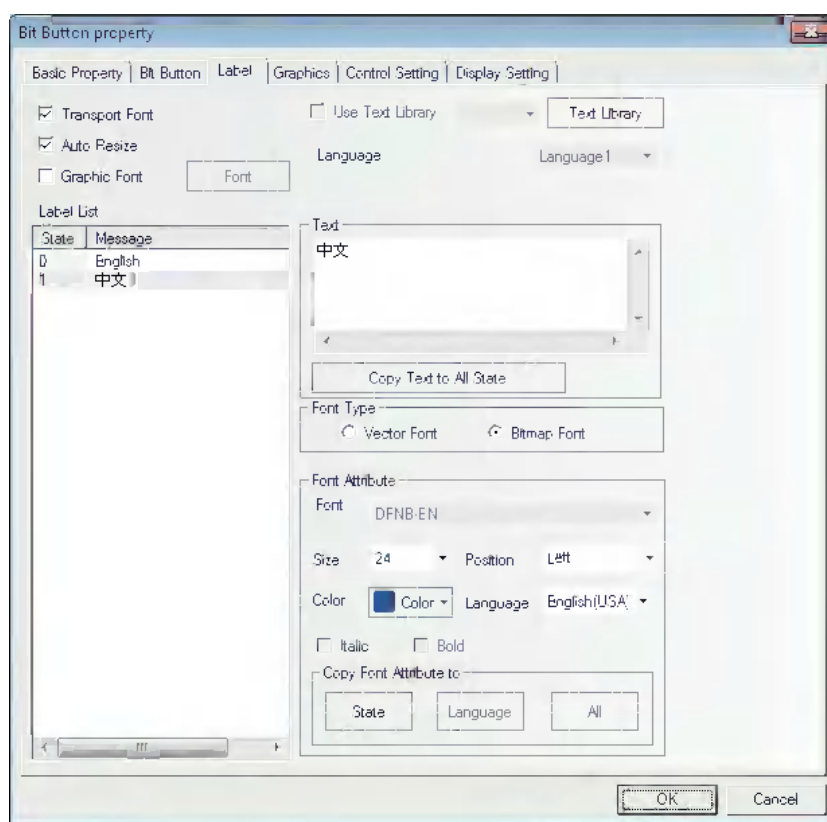 Bit Button property
Basic Property | Bit Button | Label | Graphics | Control Setting | Display Setting
Transport Font
Use Text Library
Text Library
Auto Resize
Language
Language1
Graphic Font
Font
Label List
State
Message
0
English
1
中文
Text
中文
Copy Text to All State
Font Type
Vector Font
Bitmap Font
Font Attribute
Font
DFNB-EN
Size
24
Position
Left
Color
Color
Language
English(USA)
Italic
Bold
Copy Font Attribute to
State
Language
All
OK
Cancel